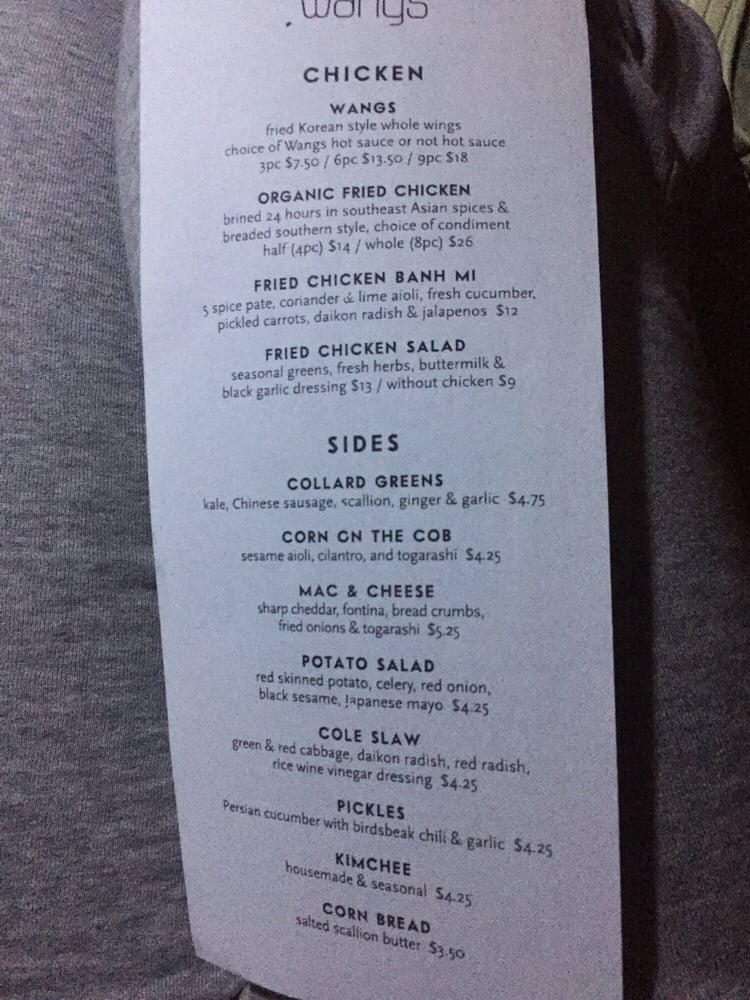 wangs
CHICKEN
WANGS
fried Korean style whole wings
choice of Wangs hot sauce or not hot sauce
3pc $7.50 / 6pc $13.50 / 9pc $18
ORGANIC FRIED CHICKEN
brined 24 hours in southeast Asian spices &
breaded southern style, choice of condiment
half (4pc) $14 / whole (8pc) $26
FRIED CHICKEN BANH MI
5 spice pate, coriander & lime aioli, fresh cucumber,
pickled carrots, daikon radish & jalapenos $12
FRIED CHICKEN SALAD
seasonal greens, fresh herbs, buttermilk &
black garlic dressing $13 / without chicken $9
SIDES
COLLARD GREENS
kale, Chinese sausage, scallion, ginger & garlic $4.75
CORN ON THE COB
sesame aioli, cilantro, and togarashi $4.25
MAC & CHEESE
sharp cheddar, fontina, bread crumbs,
fried onions & togarashi $5.25
POTATO SALAD
red skinned potato, celery, red onion,
black sesame, Japanese mayo $4.25
COLE SLAW
green & red cabbage, daikon radish, red radish,
rice wine vinegar dressing $4.25
PICKLES
Persian cucumber with birdsbeak chili & garlic $4.25
KIMCHEE
housemade & seasonal $4.25
CORN BREAD
salted scallion butter $3.50